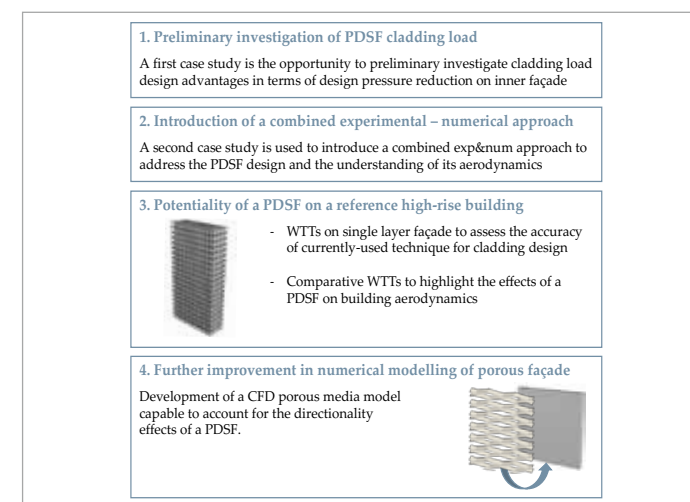 1. Preliminary investigation of PDSF cladding load
A first case study is the opportunity to preliminary investigate cladding load
design advantages in terms of design pressure reduction on inner façade
2. Introduction of a combined experimental – numerical approach
A second case study is used to introduce a combined exp&num approach to
address the PDSF design and the understanding of its aerodynamics
3. Potentiality of a PDSF on a reference high-rise building
- WTTs on single layer façade to assess the accuracy
of currently-used technique for cladding design
- Comparative WTTs to highlight the effects of a
PDSF on building aerodynamics
4. Further improvement in numerical modelling of porous façade
Development of a CFD porous media model
capable to account for the directionality
effects of a PDSF.